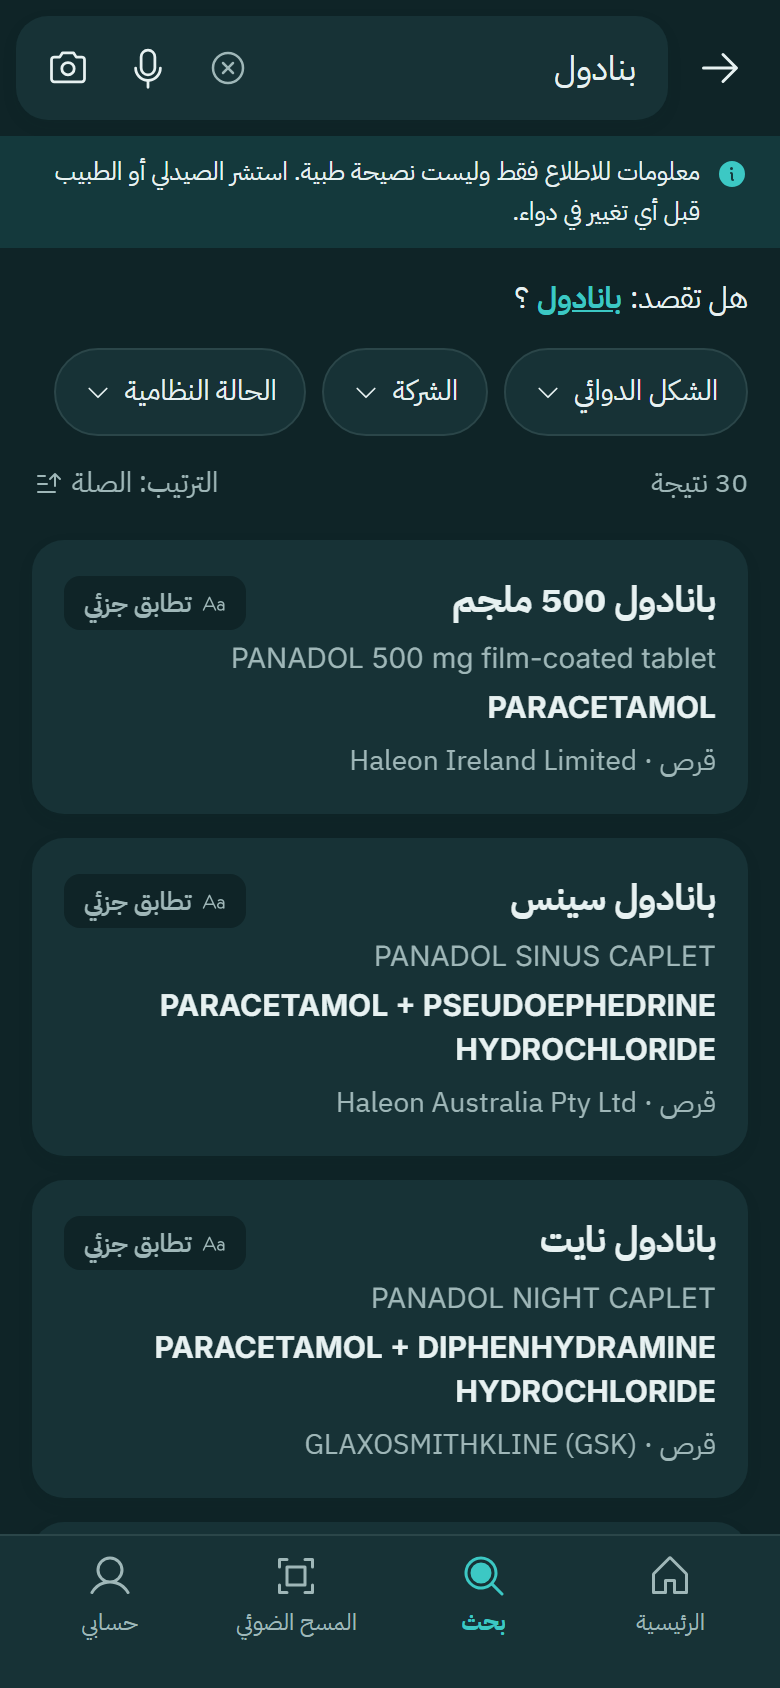 بنادول
معلومات للاطلاع فقط وليست نصيحة طبية. استشر الصيدلي أو الطبيب
قبل أي تغيير في دواء.
هل تقصد: بانادول ؟
الشكل الدوائي
الشركة
الحالة النظامية
30 نتيجة
الترتيب: الصلة
بانادول 500 ملجم
Aa تطابق جزئي
PANADOL 500 mg film-coated tablet
PARACETAMOL
قرص · Haleon Ireland Limited
بانادول سينس
Aa تطابق جزئي
PANADOL SINUS CAPLET
PARACETAMOL + PSEUDOEPHEDRINE
HYDROCHLORIDE
قرص · Haleon Australia Pty Ltd
بانادول نايت
Aa تطابق جزئي
PANADOL NIGHT CAPLET
PARACETAMOL + DIPHENHYDRAMINE
HYDROCHLORIDE
قرص · GLAXOSMITHKLINE (GSK)
الرئيسية
بحث
المسح الضوئي
حسابي